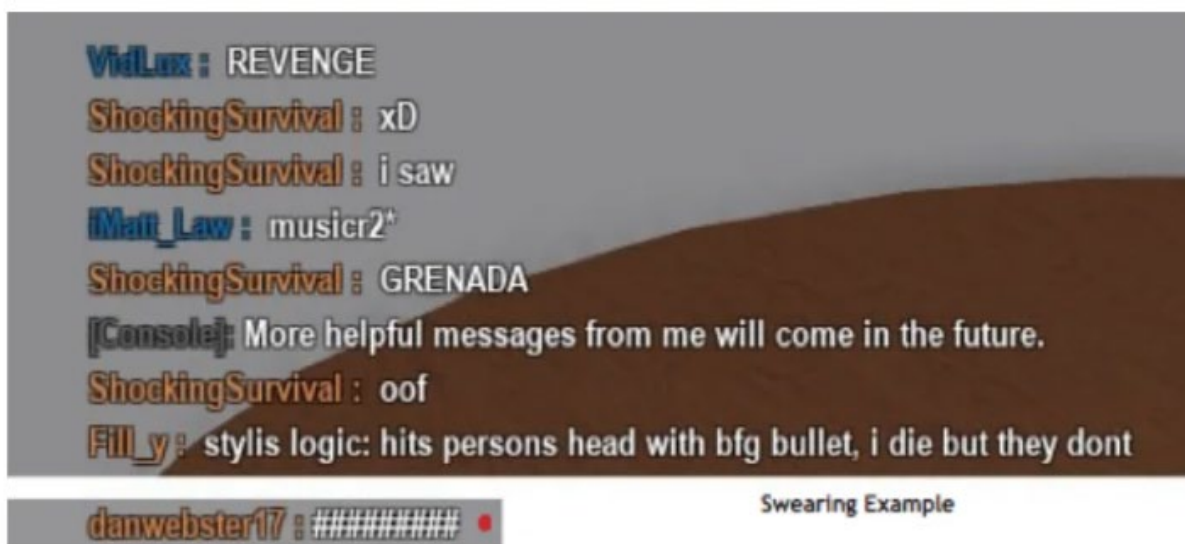 VidLux : REVENGE
ShockingSurvival : xD
ShockingSurvival : i saw
iMatt_Law : musicr2*
ShockingSurvival : GRENADA
[Console]: More helpful messages from me will come in the future.
ShockingSurvival : oof
Fill_y : stylis logic: hits persons head with bfg bullet, i die but they dont
Swearing Example
danwebster17 : #########